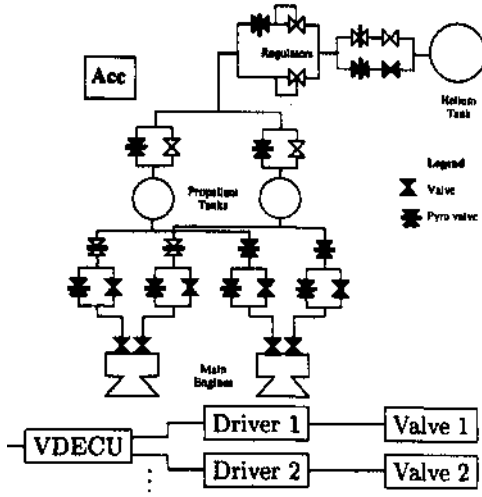 Regulators
Acc
Helium
Tank
Legend
Valve
Pyro valve
Propellant
Tanks
Main
Engines
VDECU
Driver 1
Valve 1
Driver 2
Valve 2